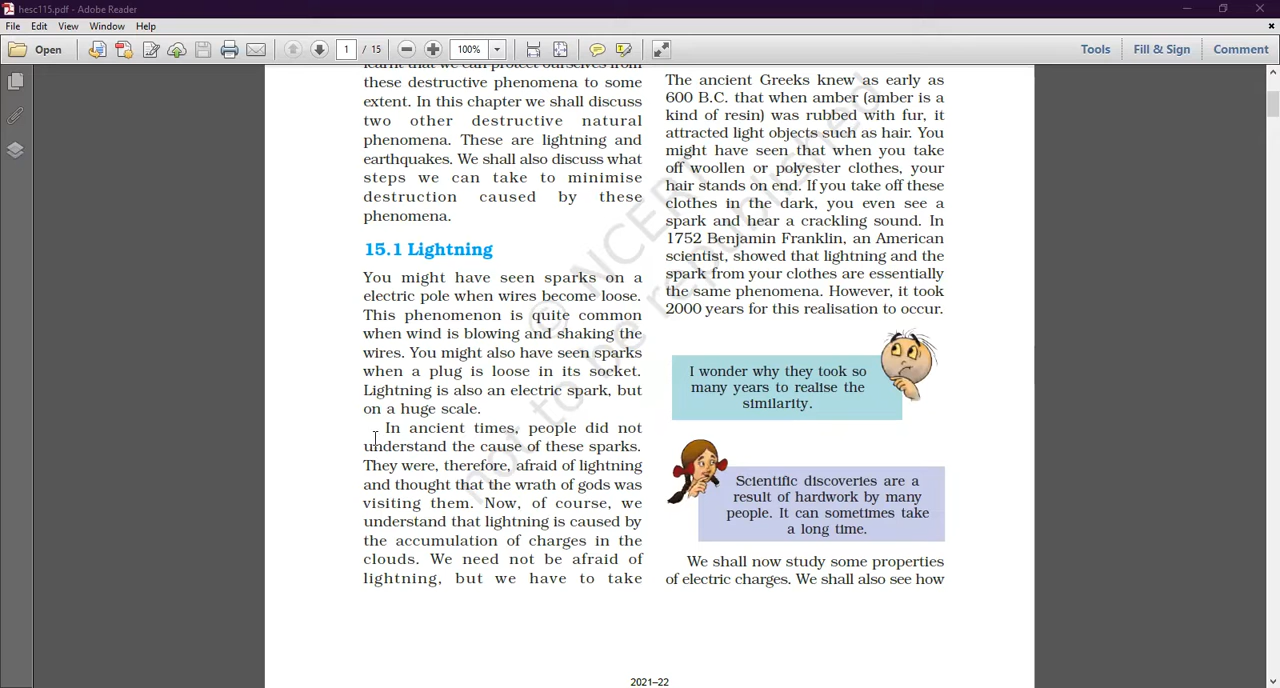 hesc115.pdf - Adobe Reader
File Edit View Window Help
Open 1 / 15 100% Tools Fill & Sign Comment
learnt that we can protect ourselves from
these destructive phenomena to some
extent. In this chapter we shall discuss
two other destructive natural
phenomena. These are lightning and
earthquakes. We shall also discuss what
steps we can take to minimise
destruction caused by these
phenomena.
15.1 Lightning
You might have seen sparks on a
electric pole when wires become loose.
This phenomenon is quite common
when wind is blowing and shaking the
wires. You might also have seen sparks
when a plug is loose in its socket.
Lightning is also an electric spark, but
on a huge scale.
In ancient times, people did not
understand the cause of these sparks.
They were, therefore, afraid of lightning
and thought that the wrath of gods was
visiting them. Now, of course, we
understand that lightning is caused by
the accumulation of charges in the
clouds. We need not be afraid of
lightning, but we have to take
The ancient Greeks knew as early as
600 B.C. that when amber (amber is a
kind of resin) was rubbed with fur, it
attracted light objects such as hair. You
might have seen that when you take
off woollen or polyester clothes, your
hair stands on end. If you take off these
clothes in the dark, you even see a
spark and hear a crackling sound. In
1752 Benjamin Franklin, an American
scientist, showed that lightning and the
spark from your clothes are essentially
the same phenomena. However, it took
2000 years for this realisation to occur.
I wonder why they took so
many years to realise the
similarity.
Scientific discoveries are a
result of hardwork by many
people. It can sometimes take
a long time.
We shall now study some properties
of electric charges. We shall also see how
© NCERT
not to be republished
2021–22